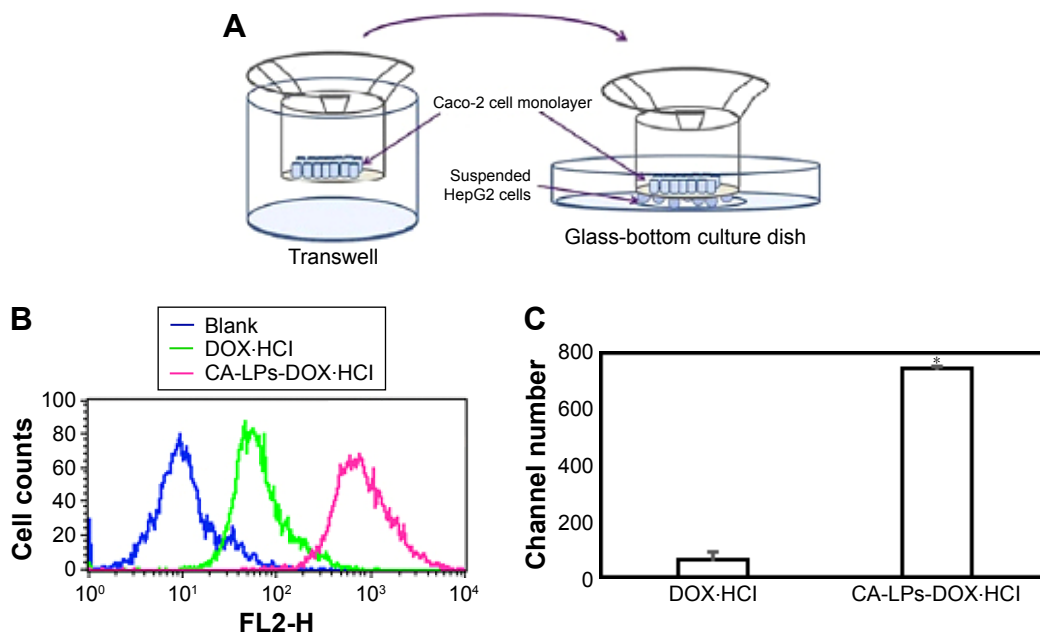 A
Caco-2 cell monolayer
Suspended
HepG2 cells
Transwell
Glass-bottom culture dish
B
Blank
DOX·HCl
CA-LPs-DOX·HCl
100
80
60
40
20
0
Cell counts
10⁰ 10¹ 10² 10³ 10⁴
FL2-H
C
800
600
400
200
0
Channel number
*
DOX·HCl CA-LPs-DOX·HCl